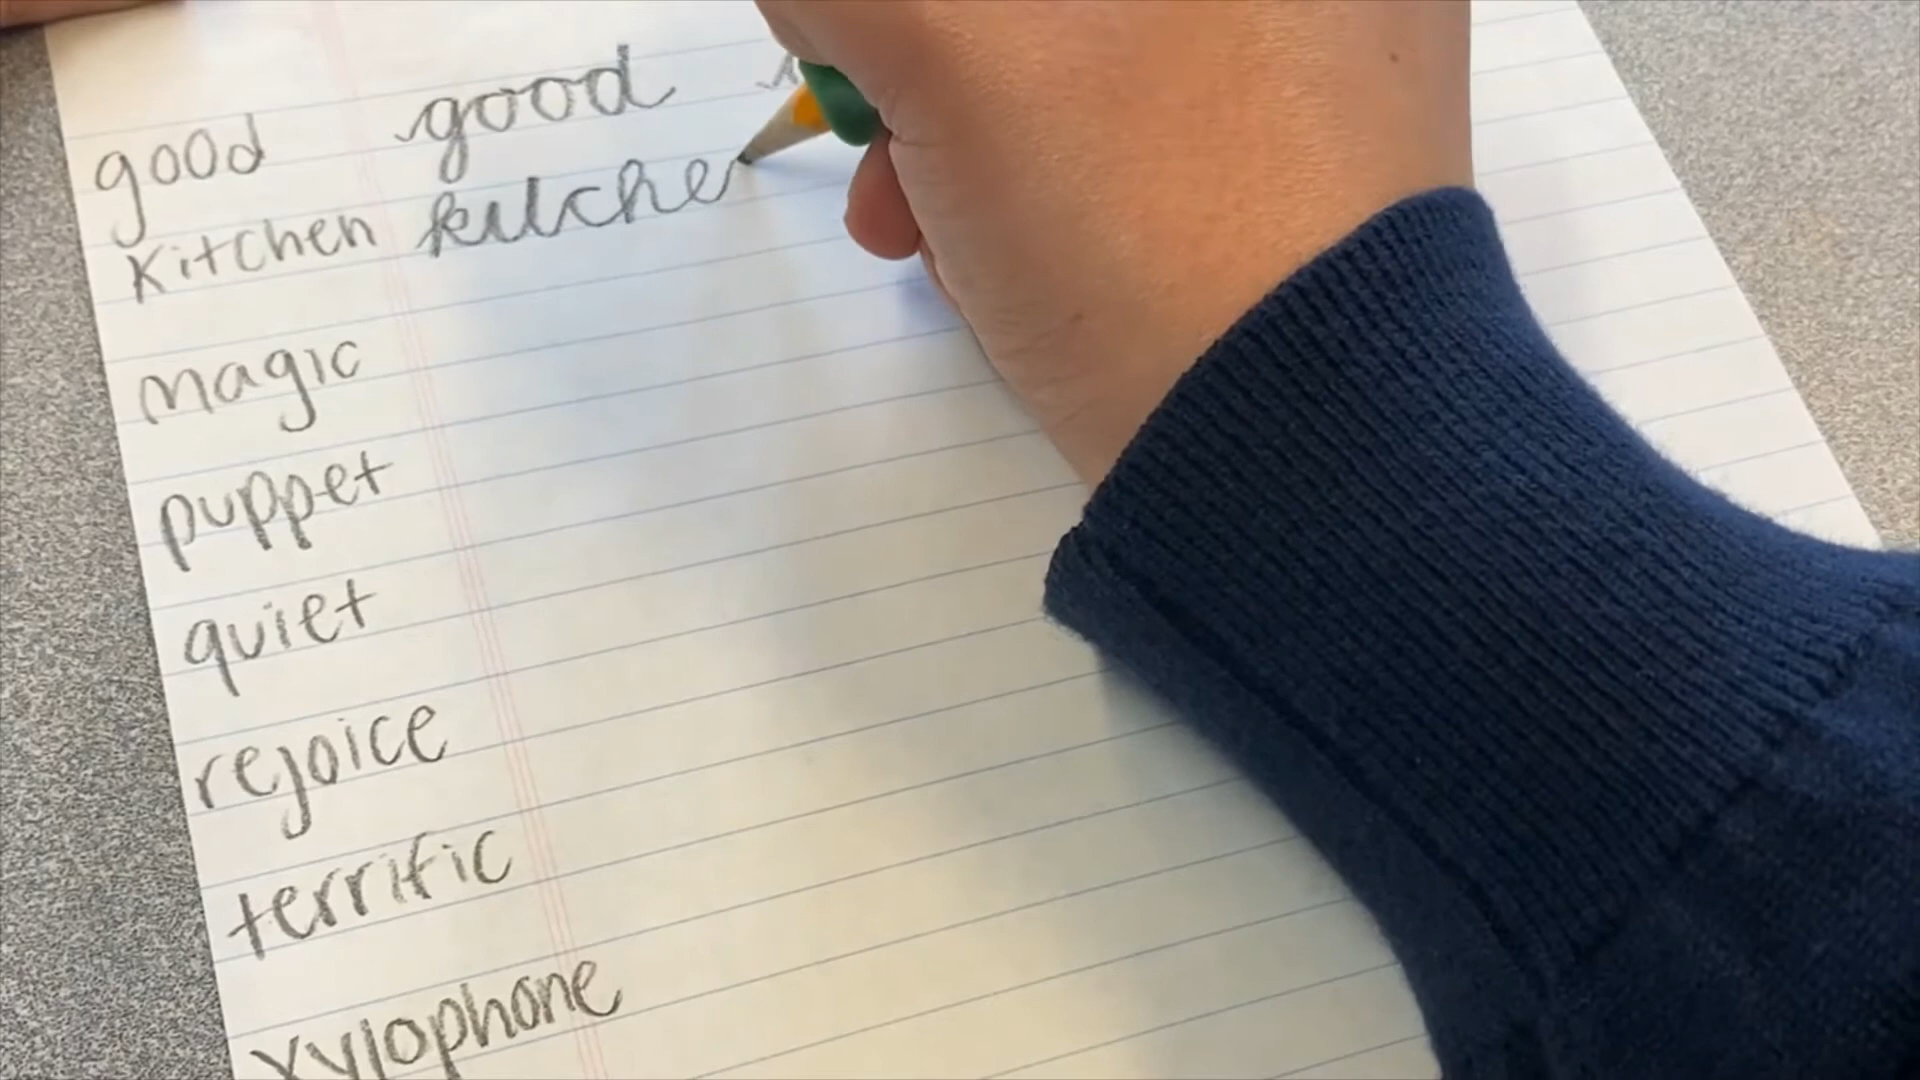 good good
Kitchen kitche
magic
puppet
quiet
rejoice
terrific
xylophone